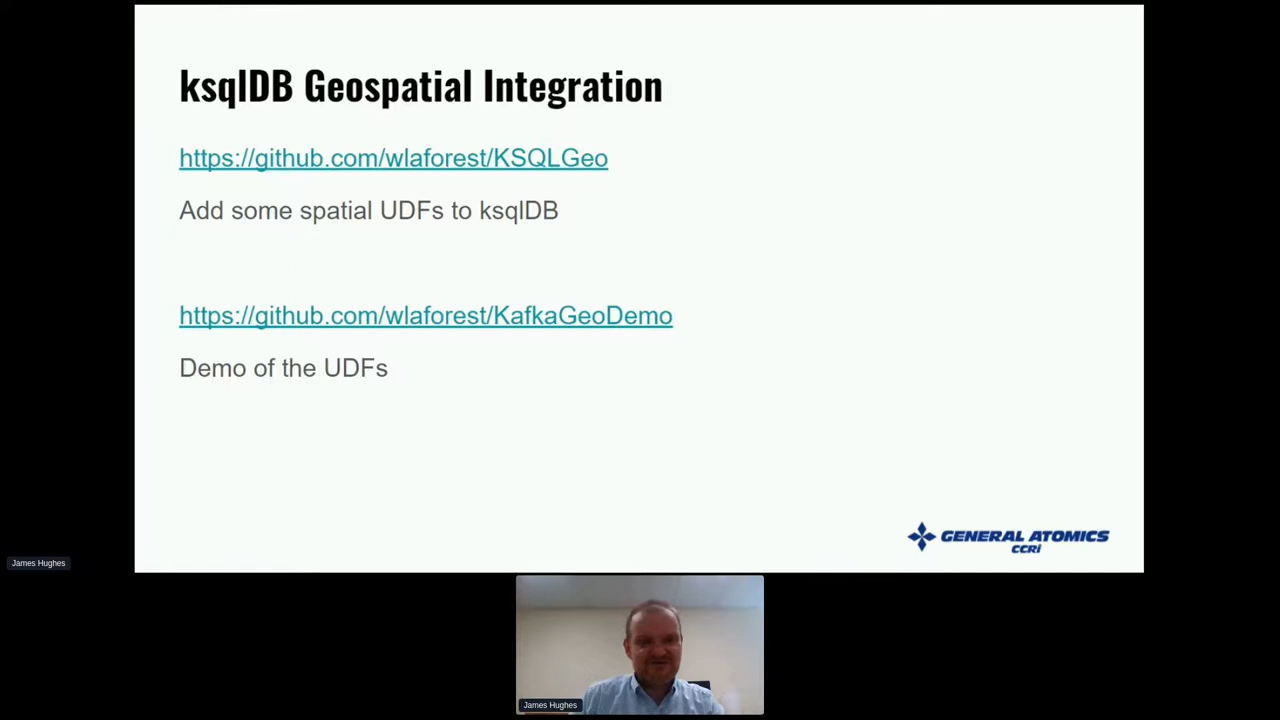 ksqlDB Geospatial Integration
https://github.com/wlaforest/KSQLGeo
Add some spatial UDFs to ksqlDB
https://github.com/wlaforest/KafkaGeoDemo
Demo of the UDFs
GENERAL ATOMICS
CCRi
James Hughes
James Hughes